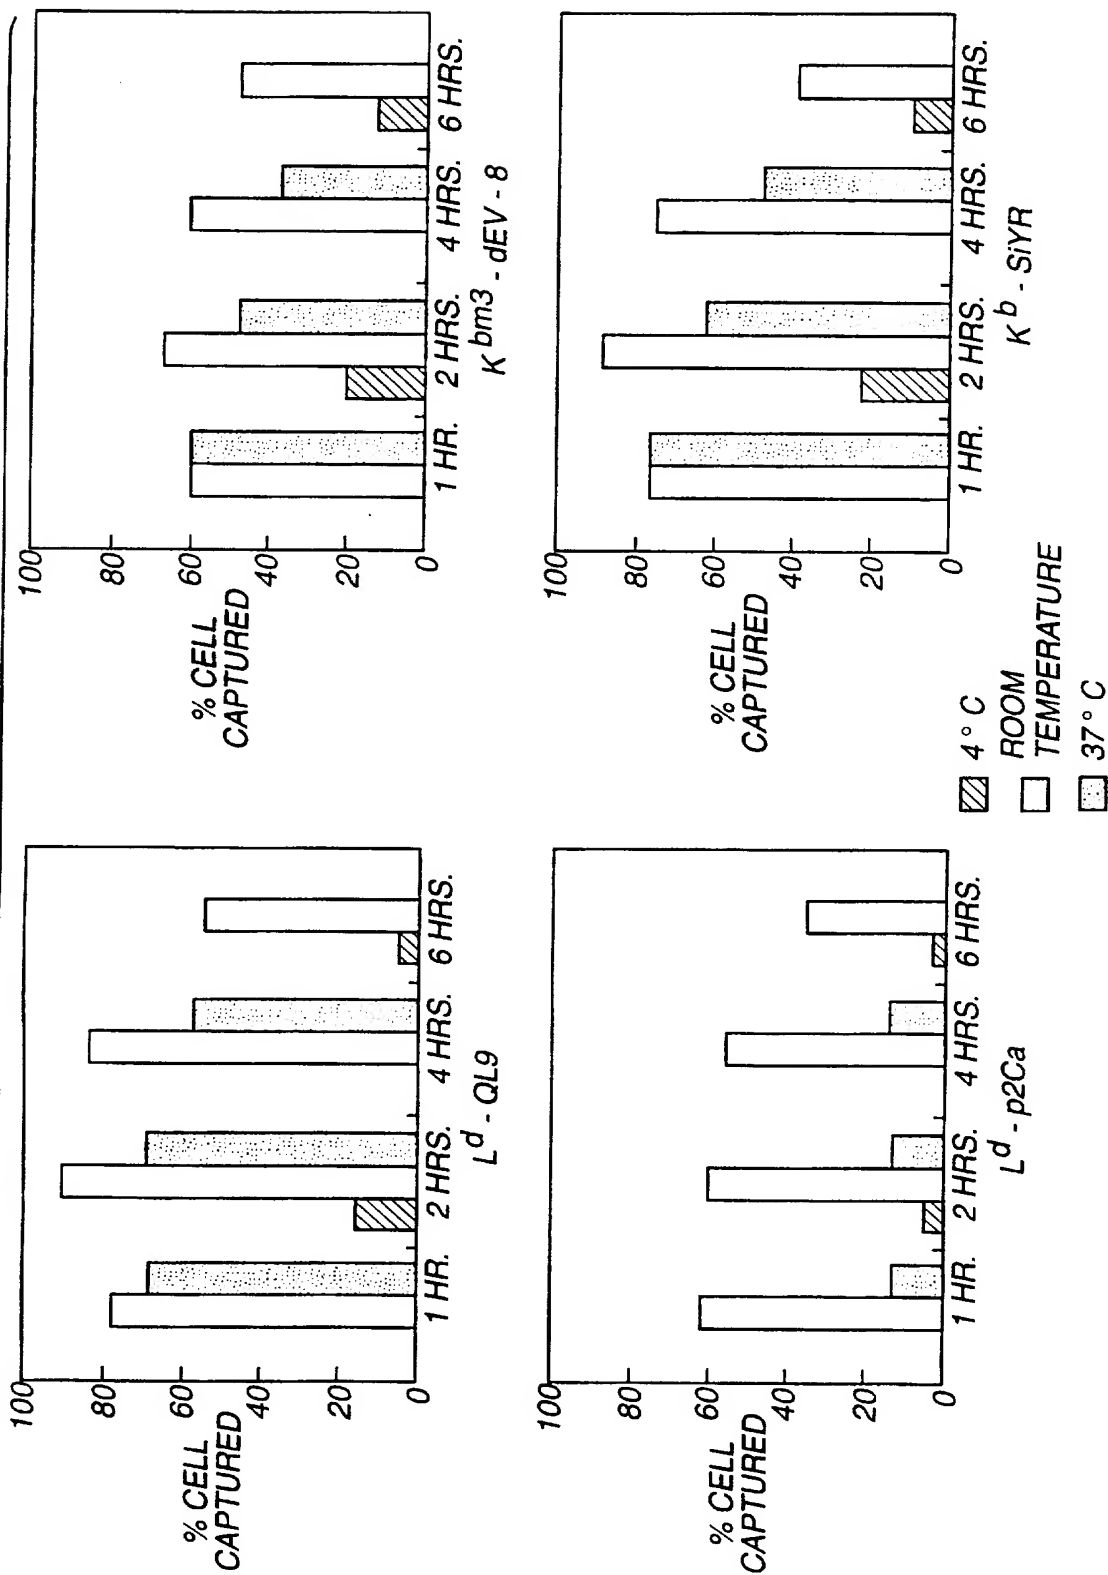 100
80
60
40
20
0
% CELL
CAPTURED
1 HR.
2 HRS.
4 HRS.
6 HRS.
L^d - QL9
100
80
60
40
20
0
% CELL
CAPTURED
1 HR.
2 HRS.
4 HRS.
6 HRS.
K^bm3 - dEV - 8
100
80
60
40
20
0
% CELL
CAPTURED
1 HR.
2 HRS.
4 HRS.
6 HRS.
L^d - p2Ca
100
80
60
40
20
0
% CELL
CAPTURED
1 HR.
2 HRS.
4 HRS.
6 HRS.
K^b - SiYR
4° C
ROOM
TEMPERATURE
37° C